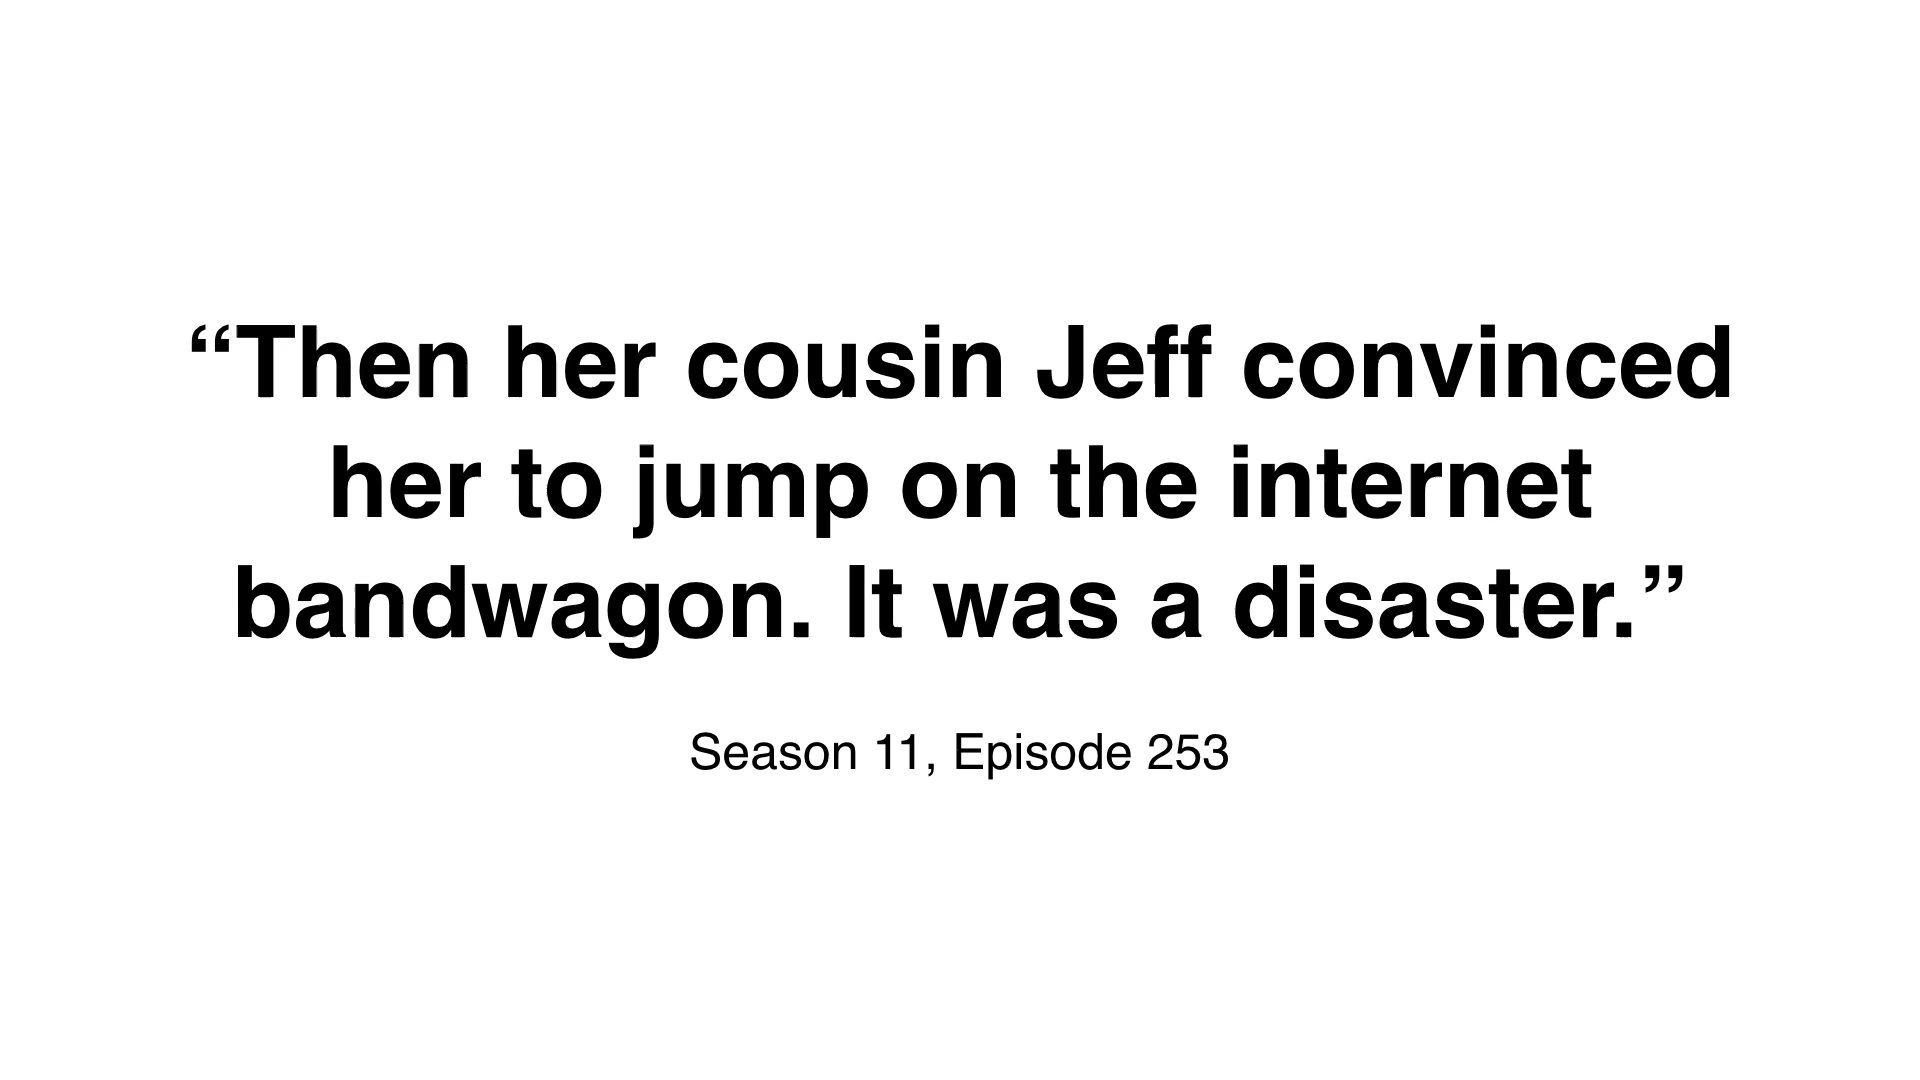 “Then her cousin Jeff convinced
her to jump on the internet
bandwagon. It was a disaster.”
Season 11, Episode 253